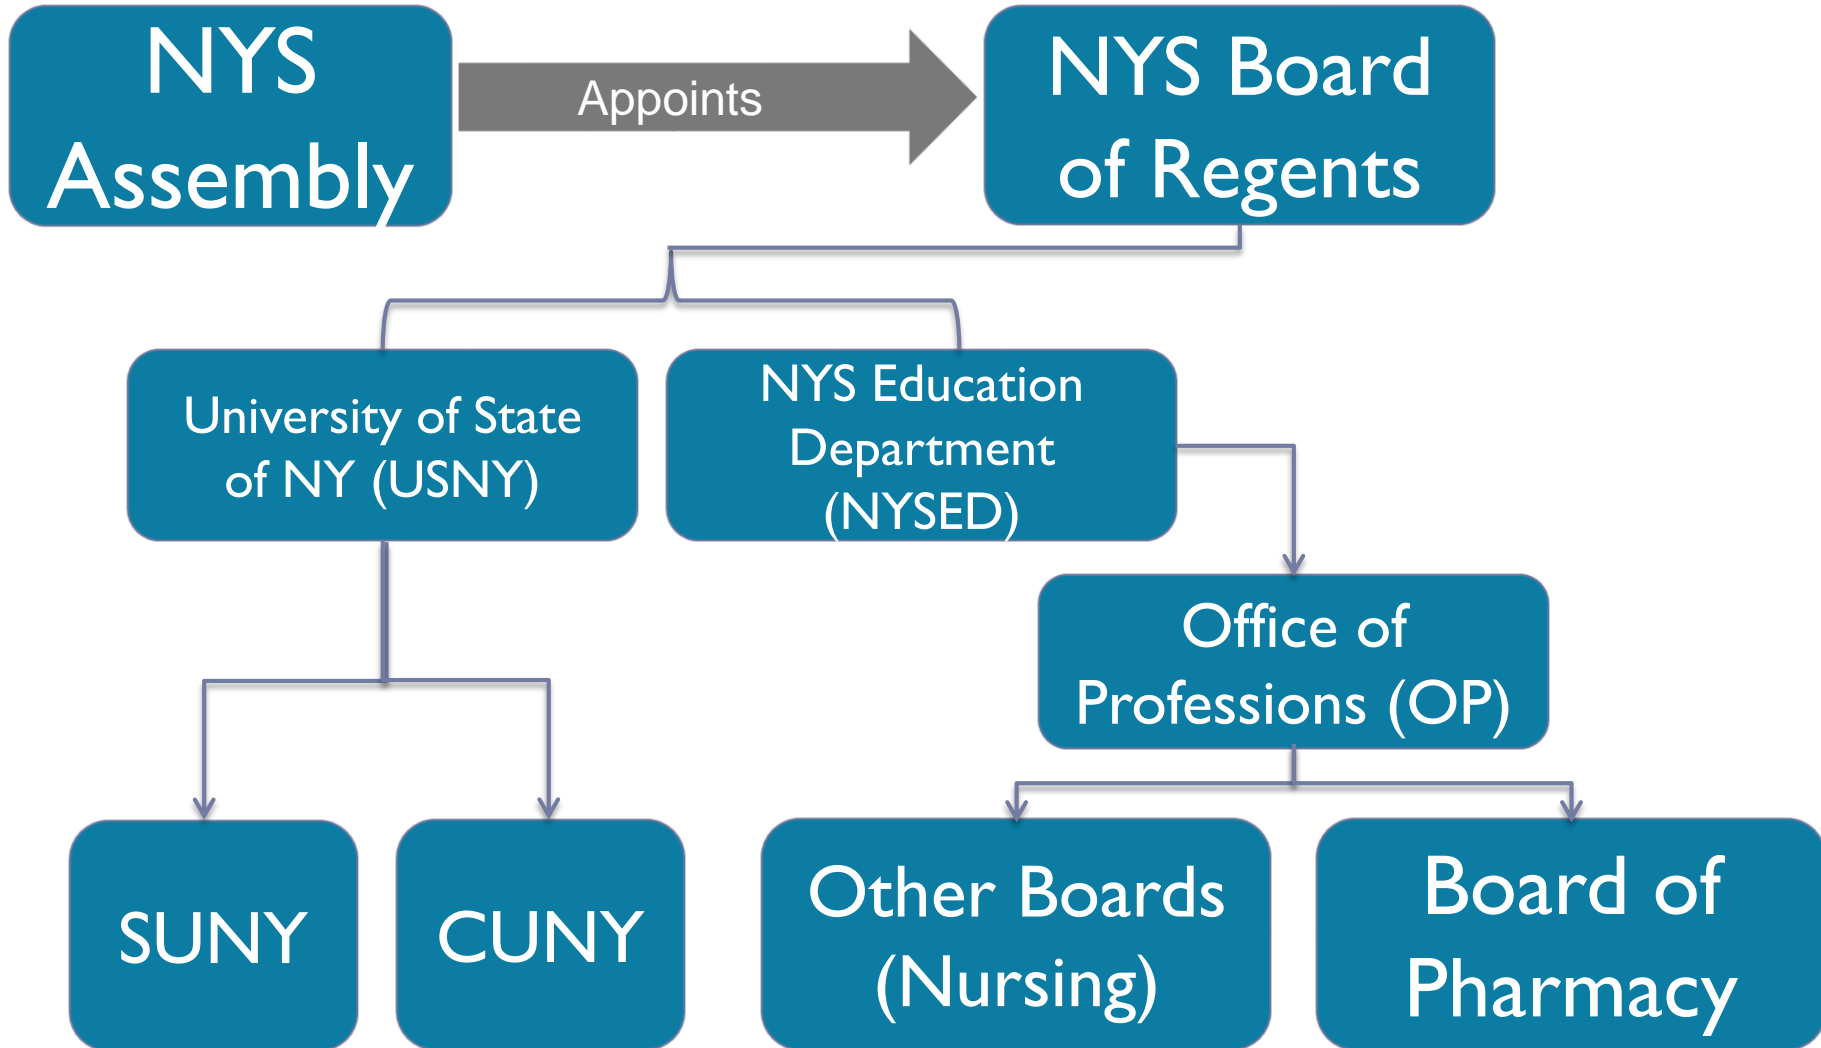 NYS
Assembly
Appoints
NYS Board
of Regents
University of State
of NY (USNY)
NYS Education
Department
(NYSED)
Office of
Professions (OP)
SUNY
CUNY
Other Boards
(Nursing)
Board of
Pharmacy